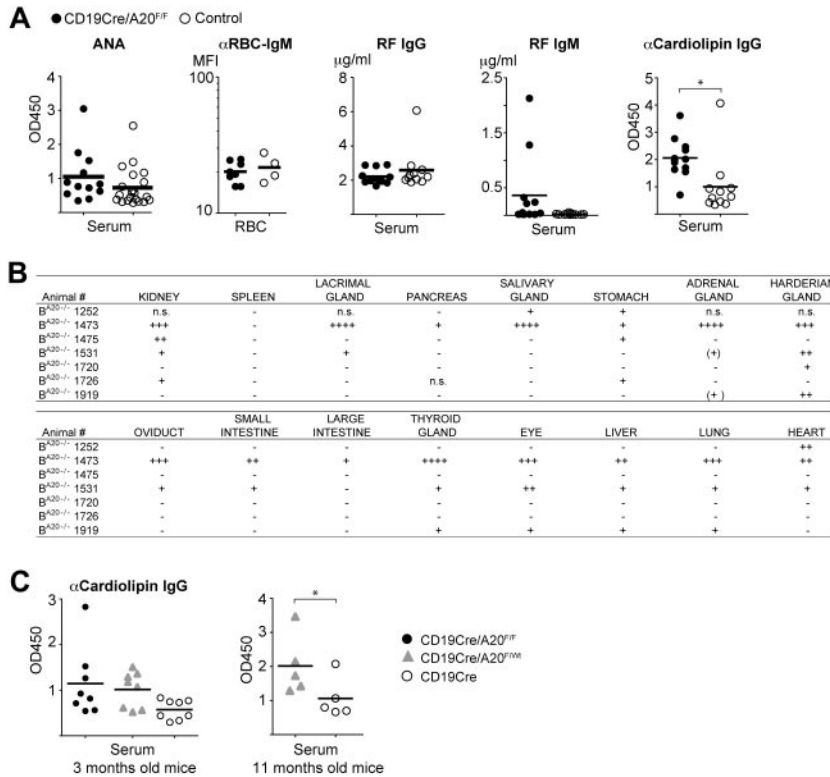 A
● CD19Cre/A20F/F ○ Control
ANA
αRBC-IgM
RF IgG
RF IgM
αCardiolipin IgG
MFI
μg/ml
μg/ml
OD450
4
3
2
1
Serum
100
10
RBC
8
6
4
2
Serum
2.5
1.5
0.5
Serum
OD450
5
4
3
2
1
0
*
Serum
B
Animal # KIDNEY SPLEEN LACRIMAL GLAND PANCREAS SALIVARY GLAND STOMACH ADRENAL GLAND HARDERIAN GLAND
BA20-/- 1252 n.s. - n.s. - + + n.s. n.s.
BA20-/- 1473 +++ - ++++ + ++++ + ++++ +++
BA20-/- 1475 ++ - - - - + - -
BA20-/- 1531 + - + - - - (+) ++
BA20-/- 1720 - - - - - - - +
BA20-/- 1726 + - - n.s. - + - -
BA20-/- 1919 - - - - - - (+ ) ++
Animal # OVIDUCT SMALL INTESTINE LARGE INTESTINE THYROID GLAND EYE LIVER LUNG HEART
BA20-/- 1252 - - - - - - - ++
BA20-/- 1473 +++ ++ + ++++ +++ ++ +++ ++
BA20-/- 1475 - - - - - - - -
BA20-/- 1531 + + - + ++ + + +
BA20-/- 1720 - - - - - - - -
BA20-/- 1726 - - - - - - - -
BA20-/- 1919 - - - + + + + -
C
αCardiolipin IgG
OD450
3
2
1
0
Serum
3 months old mice
OD450
4
3
2
1
*
Serum
11 months old mice
● CD19Cre/A20F/F
▲ CD19Cre/A20F/Wt
○ CD19Cre